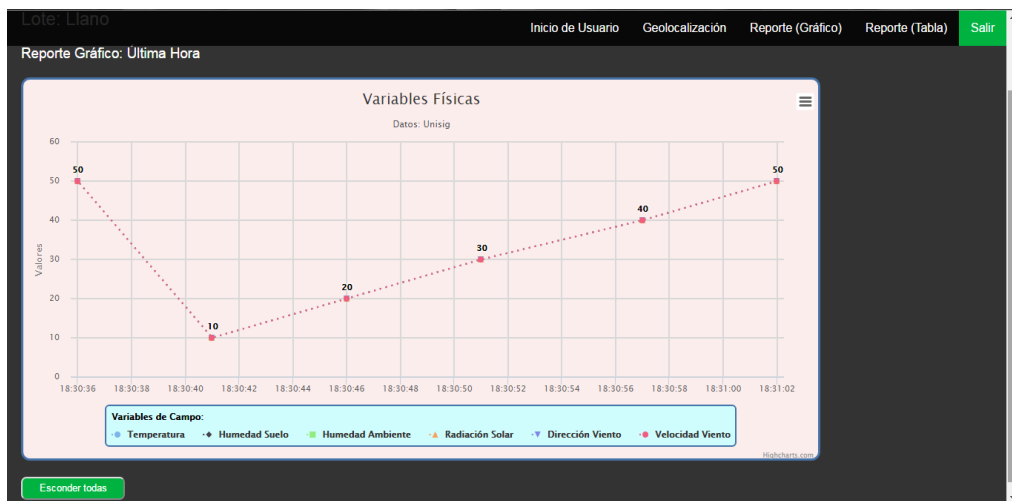 Lote: Llano
Inicio de Usuario Geolocalización Reporte (Gráfico) Reporte (Tabla) Salir
Reporte Gráfico: Última Hora
Variables Físicas
Datos: Unisig
60
50
40
30
20
10
0
Valores
50
10
20
30
40
50
18:30:36 18:30:38 18:30:40 18:30:42 18:30:44 18:30:46 18:30:48 18:30:50 18:30:52 18:30:54 18:30:56 18:30:58 18:31:00 18:31:02
Variables de Campo:
Temperatura Humedad Suelo Humedad Ambiente Radiación Solar Dirección Viento Velocidad Viento
Highcharts.com
Esconder todas